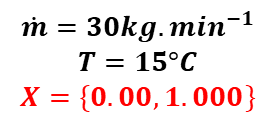 ṁ = 30kg.min⁻¹
T = 15°C
X = {0.00, 1.000}